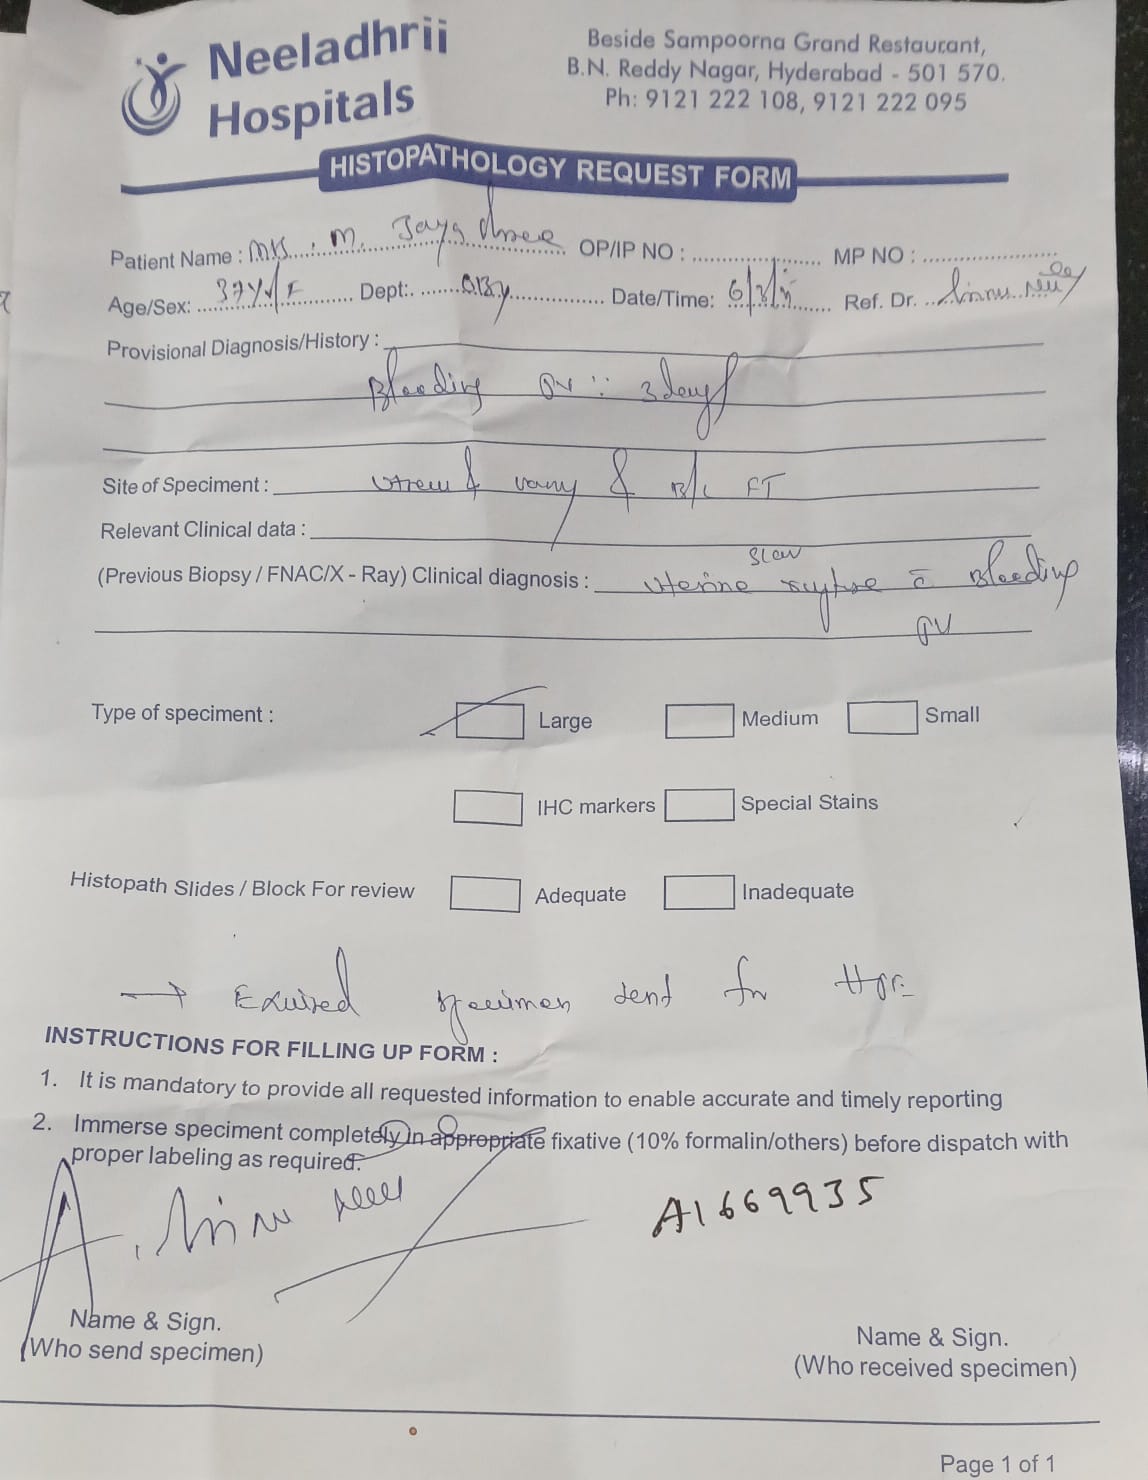 Neeladhrii
Hospitals
Beside Sampoorna Grand Restaurant,
B.N. Reddy Nagar, Hyderabad - 501 570.
Ph: 9121 222 108, 9121 222 095
HISTOPATHOLOGY REQUEST FORM
Patient Name : Mrs. M. Jaya shree OP/IP NO : MP NO :
Age/Sex: 37Y/F Dept: Date/Time: Ref. Dr.
Provisional Diagnosis/History :
Bleeding PV :: 3 days
Site of Speciment : & & B/L FT
Relevant Clinical data :
scar
(Previous Biopsy / FNAC/X - Ray) Clinical diagnosis : uterine rupture c̄ Bleeding
PV
Type of speciment : Large Medium Small
IHC markers Special Stains
Histopath Slides / Block For review Adequate Inadequate
→ Excised specimen sent for HPE
INSTRUCTIONS FOR FILLING UP FORM :
1. It is mandatory to provide all requested information to enable accurate and timely reporting
2. Immerse speciment completely in appropriate fixative (10% formalin/others) before dispatch with
proper labeling as required.
A1669935
Name & Sign.
(Who send specimen)
Name & Sign.
(Who received specimen)
Page 1 of 1